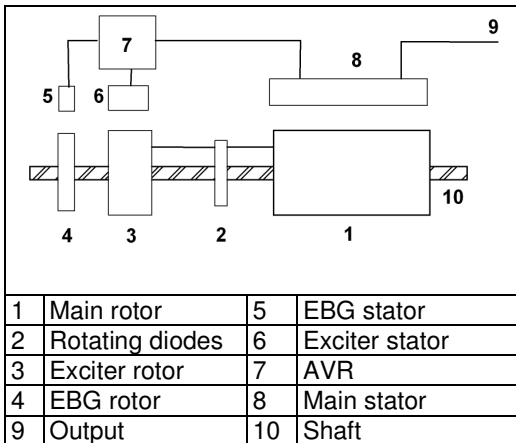 9
7
8
5
6
10
4 3 2 1
1 Main rotor 5 EBG stator
2 Rotating diodes 6 Exciter stator
3 Exciter rotor 7 AVR
4 EBG rotor 8 Main stator
9 Output 10 Shaft